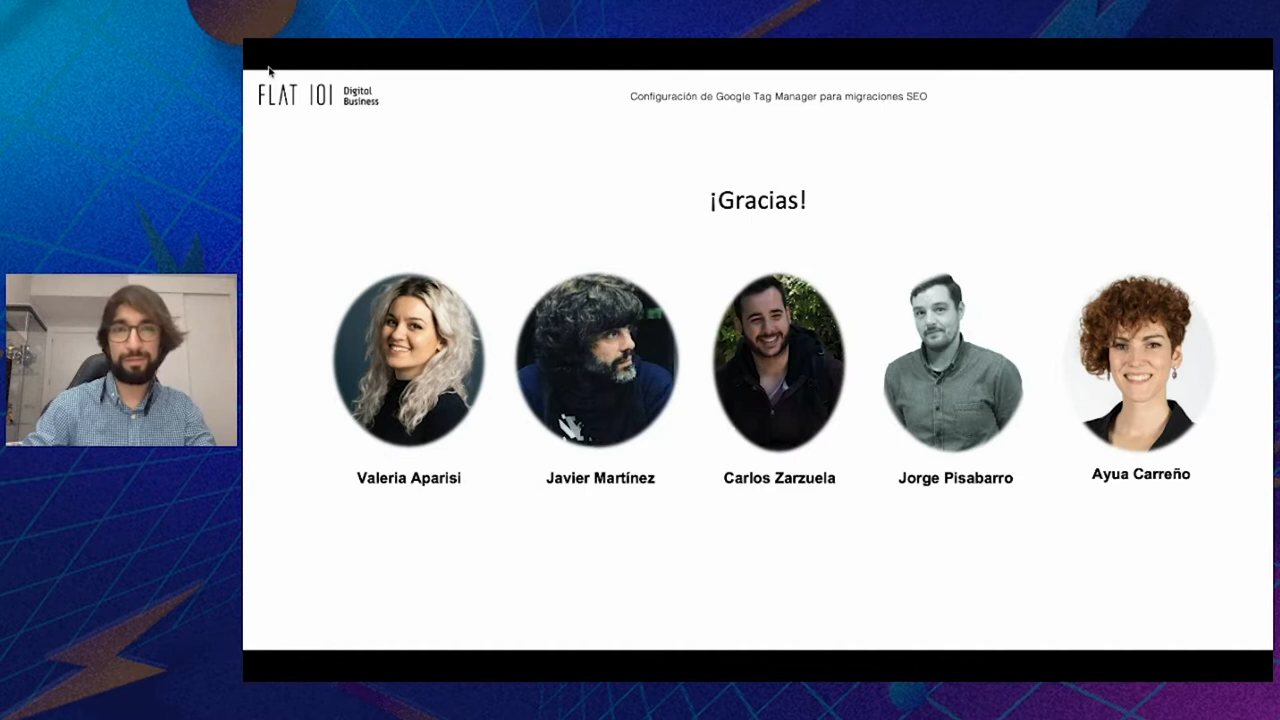 FLAT 101
Digital
Business
Configuración de Google Tag Manager para migraciones SEO
¡Gracias!
Valeria Aparisi
Javier Martínez
Carlos Zarzuela
Jorge Pisabarro
Ayua Carreño